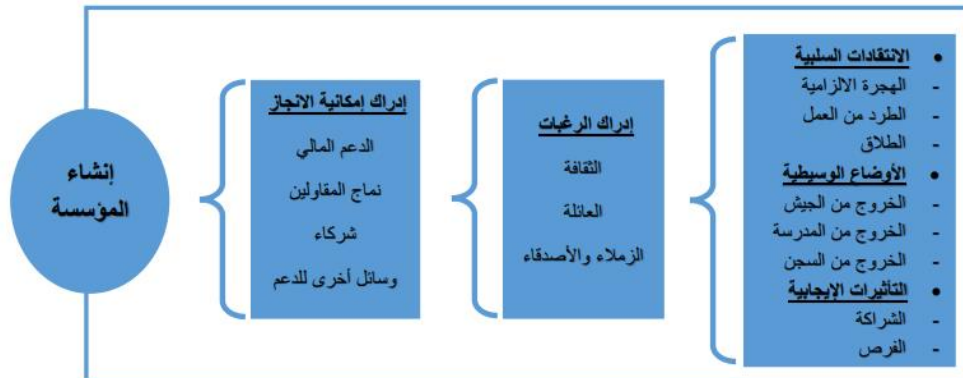 الانتقادات السلبية
- الهجرة الالزامية
- الطرد من العمل
- الطلاق
الأوضاع الوسيطية
- الخروج من الجيش
- الخروج من المدرسة
- الخروج من السجن
التأثيرات الإيجابية
- الشراكة
- الفرص
إدراك الرغبات
الثقافة
العائلة
الزملاء والأصدقاء
إدراك إمكانية الانجاز
الدعم المالي
نماج المقاولين
شركاء
وسائل أخرى للدعم
إنشاء
المؤسسة